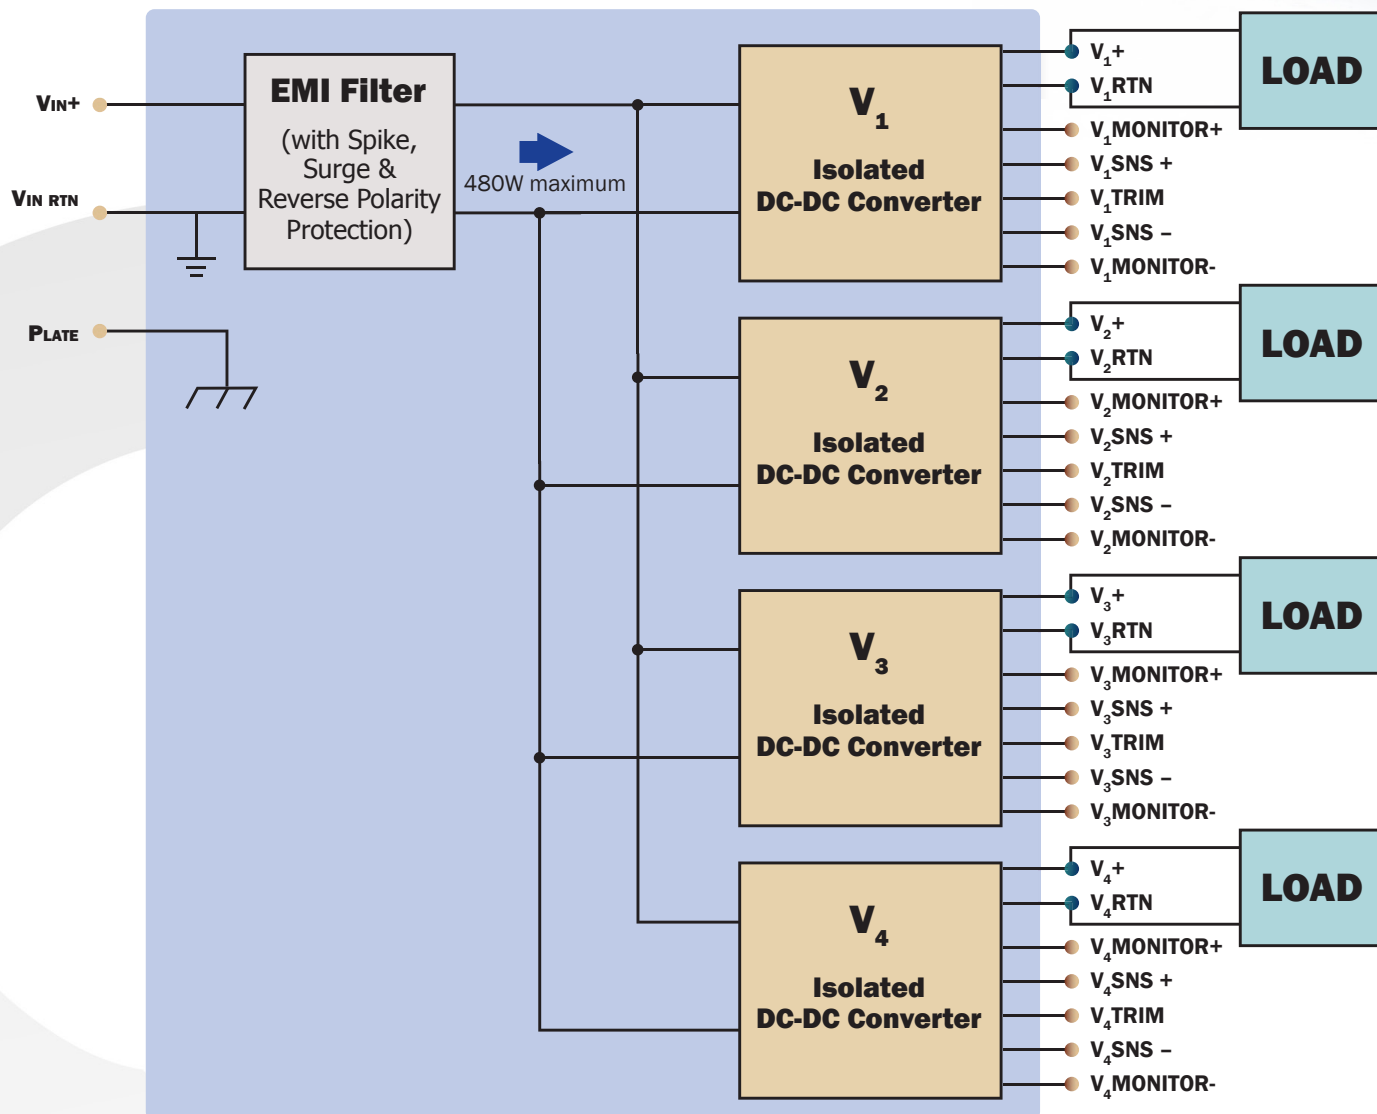 VIN+
VIN RTN
PLATE
EMI Filter
(with Spike,
Surge &
Reverse Polarity
Protection)
480W maximum
V1
Isolated
DC-DC Converter
V1+
V1RTN
V1MONITOR+
V1SNS +
V1TRIM
V1SNS –
V1MONITOR-
LOAD
V2
Isolated
DC-DC Converter
V2+
V2RTN
V2MONITOR+
V2SNS +
V2TRIM
V2SNS –
V2MONITOR-
LOAD
V3
Isolated
DC-DC Converter
V3+
V3RTN
V3MONITOR+
V3SNS +
V3TRIM
V3SNS –
V3MONITOR-
LOAD
V4
Isolated
DC-DC Converter
V4+
V4RTN
V4MONITOR+
V4SNS +
V4TRIM
V4SNS –
V4MONITOR-
LOAD